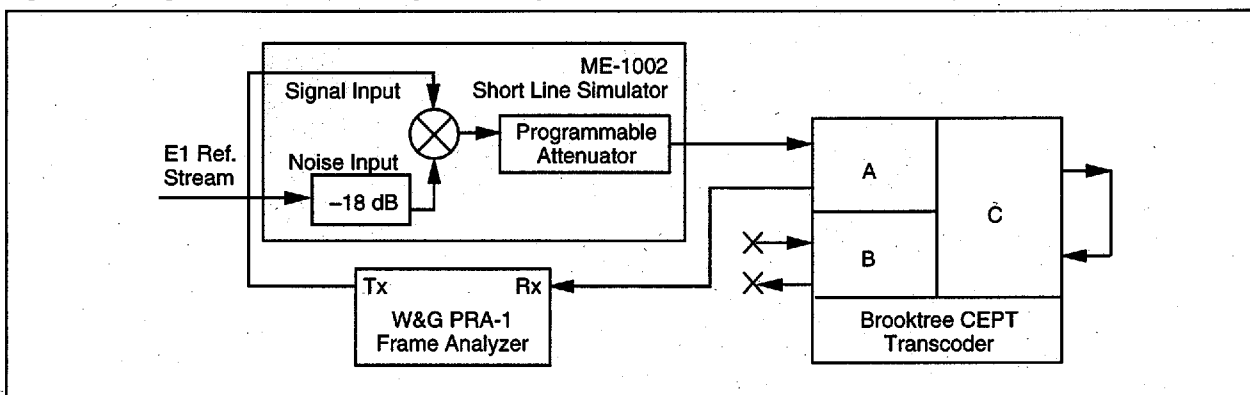 ME-1002
Short Line Simulator
Signal Input
Programmable
Attenuator
E1 Ref.
Stream
Noise Input
–18 dB
A
B
C
Tx
Rx
W&G PRA-1
Frame Analyzer
Brooktree CEPT
Transcoder